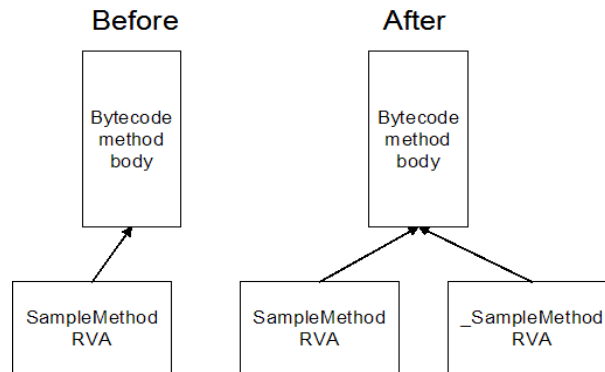 Before
After
Bytecode
method
body
Bytecode
method
body
SampleMethod
RVA
SampleMethod
RVA
_SampleMethod
RVA